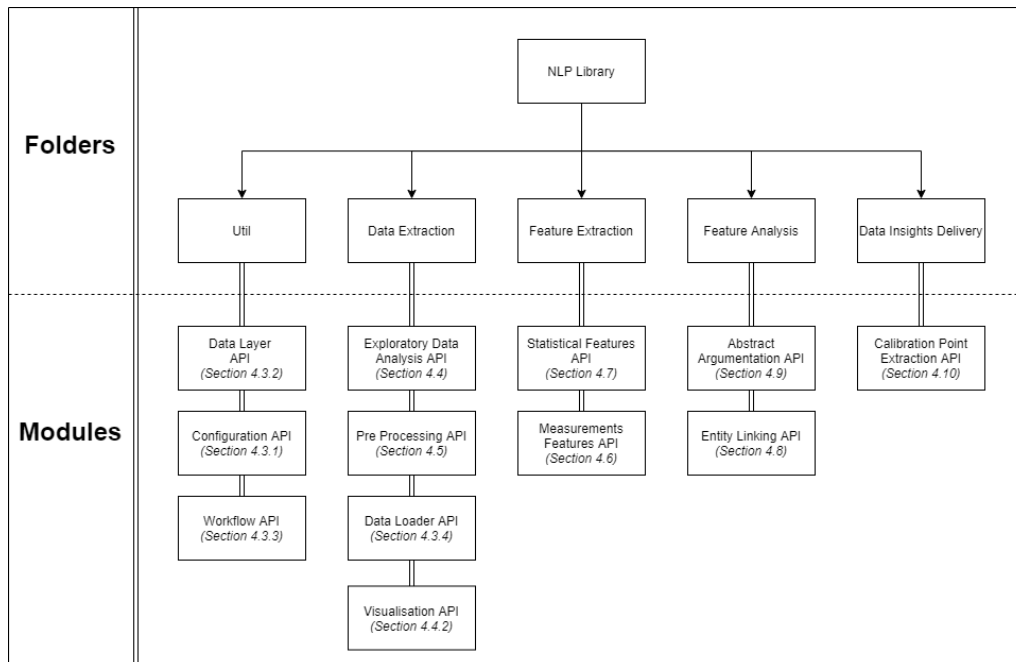 NLP Library
Folders
Util
Data Extraction
Feature Extraction
Feature Analysis
Data Insights Delivery
Modules
Data Layer
API
(Section 4.3.2)
Exploratory Data
Analysis API
(Section 4.4)
Statistical Features
API
(Section 4.7)
Abstract
Argumentation API
(Section 4.9)
Calibration Point
Extraction API
(Section 4.10)
Configuration API
(Section 4.3.1)
Pre Processing API
(Section 4.5)
Measurements
Features API
(Section 4.6)
Entity Linking API
(Section 4.8)
Workflow API
(Section 4.3.3)
Data Loader API
(Section 4.3.4)
Visualisation API
(Section 4.4.2)